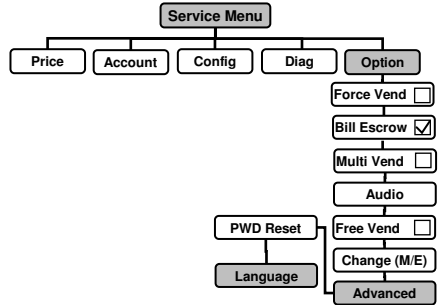 Service Menu
Price
Account
Config
Diag
Option
Force Vend
Bill Escrow
Multi Vend
Audio
PWD Reset
Free Vend
Change (M/E)
Language
Advanced